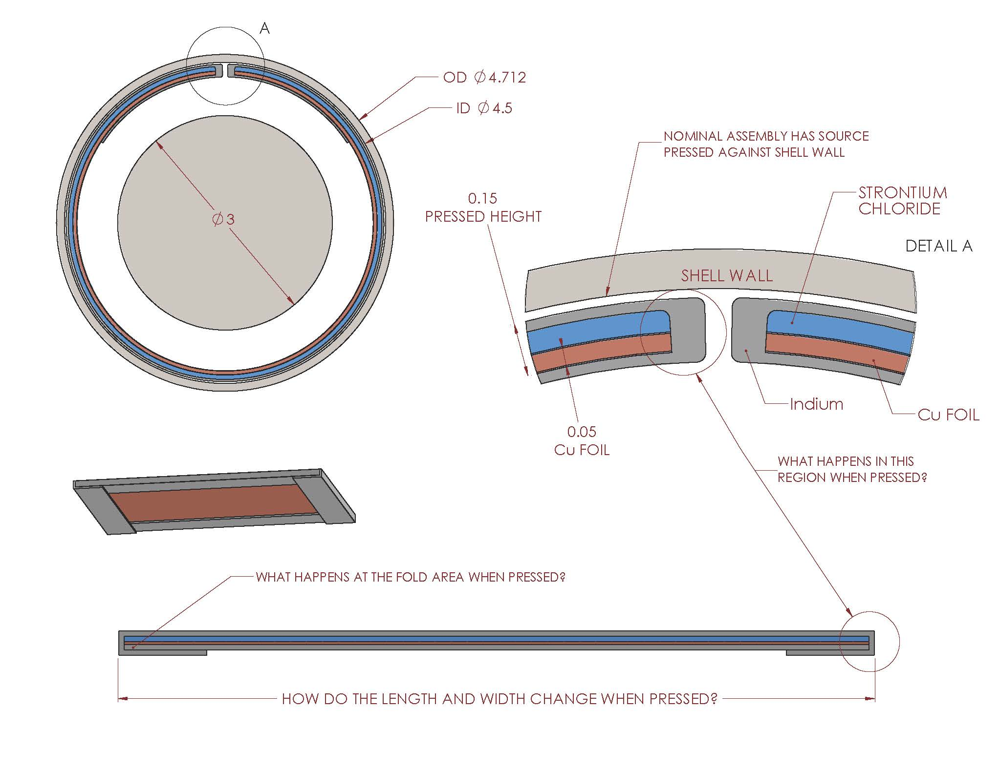 A
OD ∅4.712
ID ∅4.5
∅3
NOMINAL ASSEMBLY HAS SOURCE
PRESSED AGAINST SHELL WALL
0.15
PRESSED HEIGHT
STRONTIUM
CHLORIDE
DETAIL A
SHELL WALL
Indium
Cu FOIL
0.05
Cu FOIL
WHAT HAPPENS IN THIS
REGION WHEN PRESSED?
WHAT HAPPENS AT THE FOLD AREA WHEN PRESSED?
HOW DO THE LENGTH AND WIDTH CHANGE WHEN PRESSED?